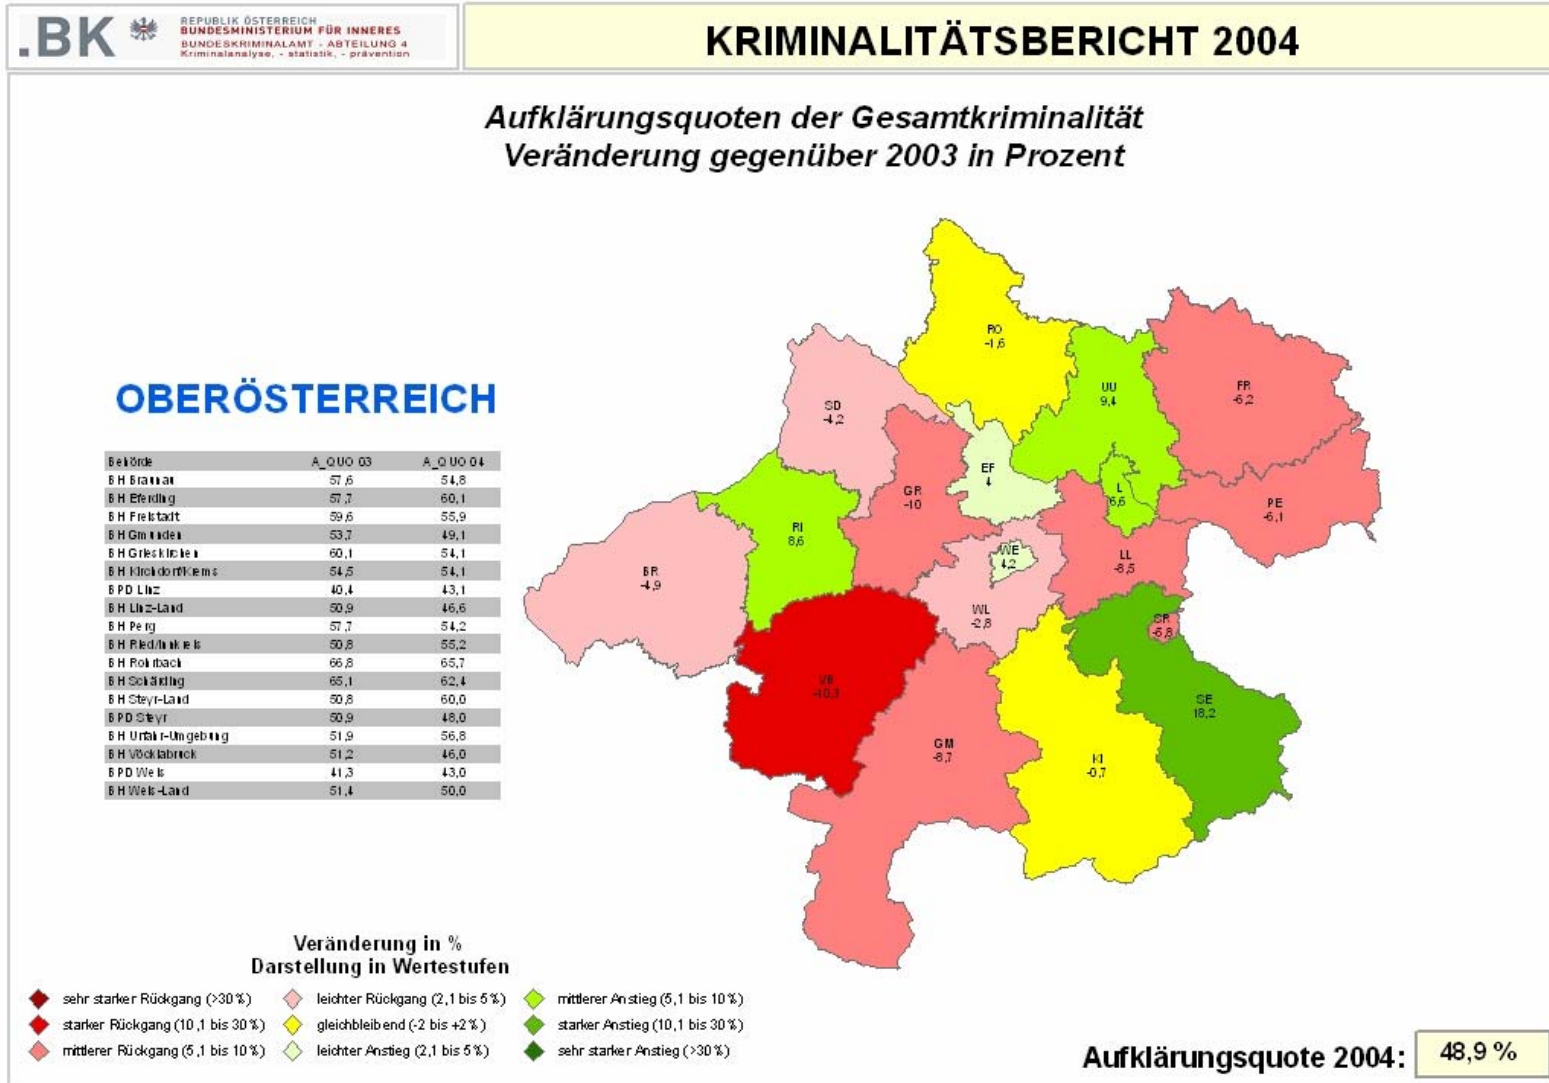 .BK
REPUBLIK ÖSTERREICH
BUNDESMINISTERIUM FÜR INNERES
BUNDESKRIMINALAMT - ABTEILUNG 4
Kriminalanalyse, - statistik, - prävention
KRIMINALITÄTSBERICHT 2004
Aufklärungsquoten der Gesamtkriminalität
Veränderung gegenüber 2003 in Prozent
OBERÖSTERREICH
Behörde A_QUO 03 A_QUO 04
BH Braunau 57,6 54,8
BH Eferding 57,7 60,1
BH Freistadt 59,6 55,9
BH Gmunden 53,7 49,1
BH Grieskirchen 60,1 54,1
BH Kirchdorf/Krems 54,5 54,1
BPD Linz 40,4 43,1
BH Linz-Land 50,9 46,6
BH Perg 57,7 54,2
BH Ried/Innkreis 50,8 55,2
BH Rohrbach 66,8 65,7
BH Schärding 65,1 62,4
BH Steyr-Land 50,8 60,0
BPD Steyr 50,9 48,0
BH Urfahr-Umgebung 51,9 56,8
BH Vöcklabruck 51,2 46,0
BPD Wels 41,3 43,0
BH Wels-Land 51,4 50,0
RO
-1,6
UU
9,4
FR
-6,2
SD
-4,2
EF
4
GR
-10
L
6,6
PE
-6,1
RI
8,6
WE
4,2
LL
-8,5
BR
-4,9
WL
-2,8
SR
-5,8
VB
-10,3
SE
18,2
GM
-8,7
KI
-0,7
Veränderung in %
Darstellung in Wertestufen
sehr starker Rückgang (>30%)
starker Rückgang (10,1 bis 30%)
mittlerer Rückgang (5,1 bis 10%)
leichter Rückgang (2,1 bis 5%)
gleichbleibend (-2 bis +2%)
leichter Anstieg (2,1 bis 5%)
mittlerer Anstieg (5,1 bis 10%)
starker Anstieg (10,1 bis 30%)
sehr starker Anstieg (>30%)
Aufklärungsquote 2004: 48,9 %